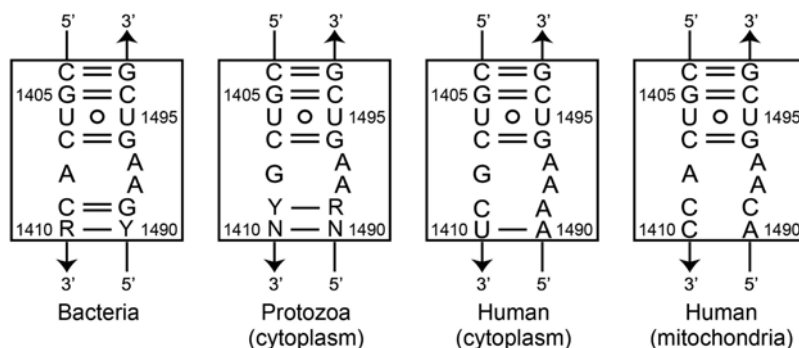 5' 3'
C G
1405 G C
U U 1495
C G
A
A A
C G
1410 R Y 1490
3' 5'
Bacteria
5' 3'
C G
1405 G C
U U 1495
C G
A
G A
Y R
1410 N N 1490
3' 5'
Protozoa
(cytoplasm)
5' 3'
C G
1405 G C
U U 1495
C G
A
G A
C A
1410 U A 1490
3' 5'
Human
(cytoplasm)
5' 3'
C G
1405 G C
U U 1495
C G
A
A A
C C
1410 C A 1490
3' 5'
Human
(mitochondria)